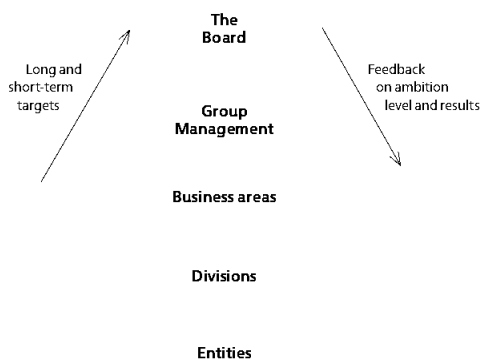 The
Board
Long and
short-term
targets
Feedback
on ambition
level and results
Group
Management
Business areas
Divisions
Entities